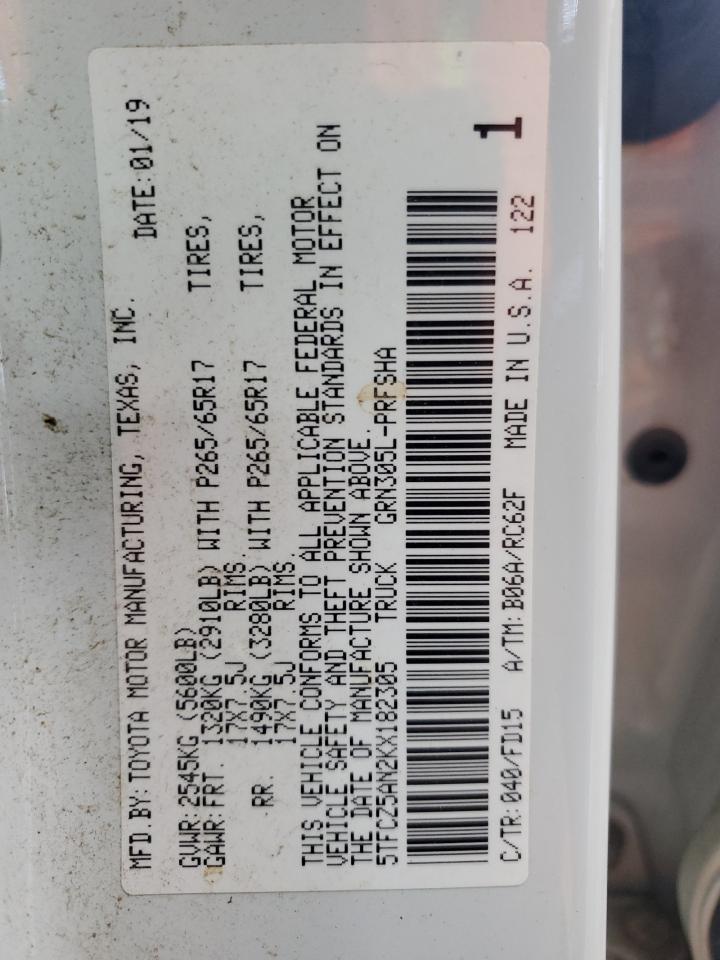 MFD.BY:TOYOTA MOTOR MANUFACTURING, TEXAS, INC. DATE:01/19
GVWR:2545KG (5600LB)
GAWR:FRT. 1320KG (2910LB) WITH P265/65R17 TIRES,
17X7.5J RIMS.
RR. 1490KG (3280LB) WITH P265/65R17 TIRES,
17X7.5J RIMS.
THIS VEHICLE CONFORMS TO ALL APPLICABLE FEDERAL MOTOR
VEHICLE SAFETY AND THEFT PREVENTION STANDARDS IN EFFECT ON
THE DATE OF MANUFACTURE SHOWN ABOVE.
5TFCZ5AN2KX182305 TRUCK GRN305L-PRFSHA
1
C/TR:040/FD15 A/TM:B06A/RC62F MADE IN U.S.A. 122